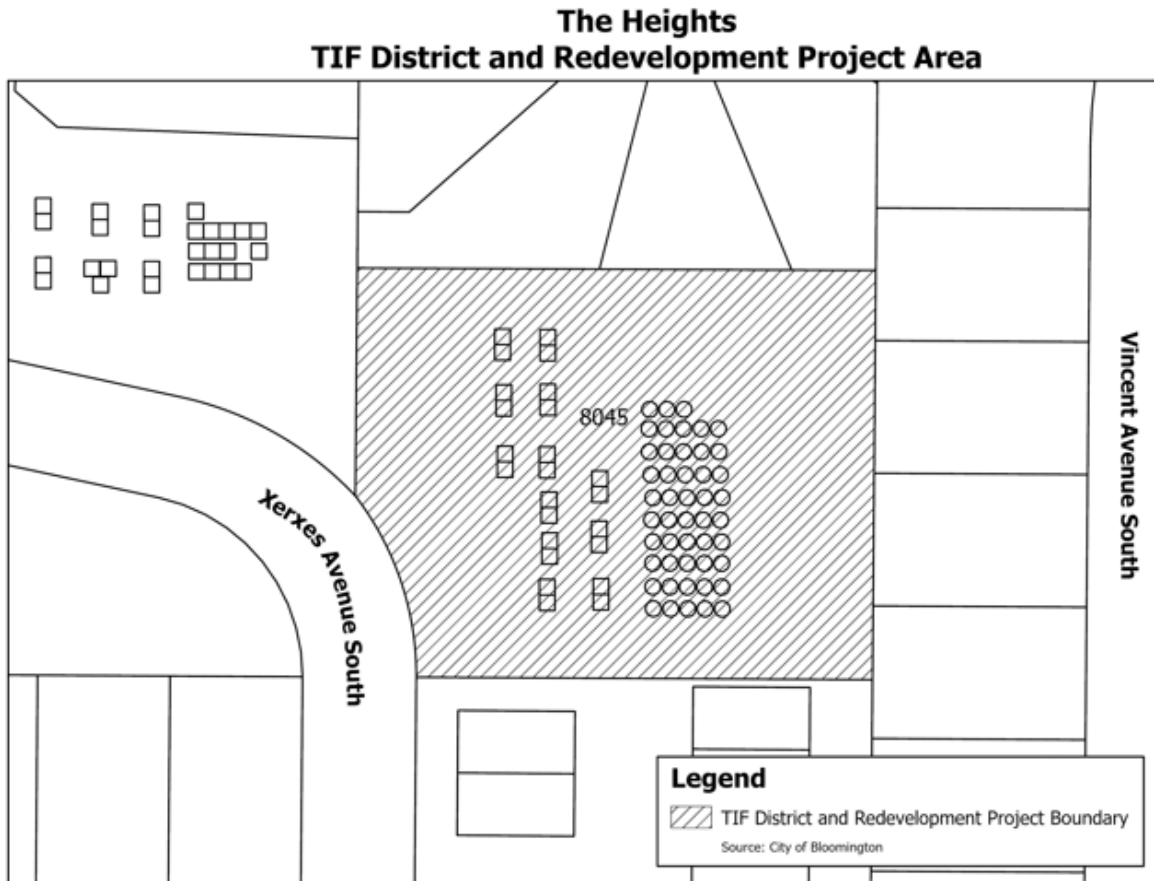 The Heights
TIF District and Redevelopment Project Area
8045
Xerxes Avenue South
Vincent Avenue South
Legend
TIF District and Redevelopment Project Boundary
Source: City of Bloomington